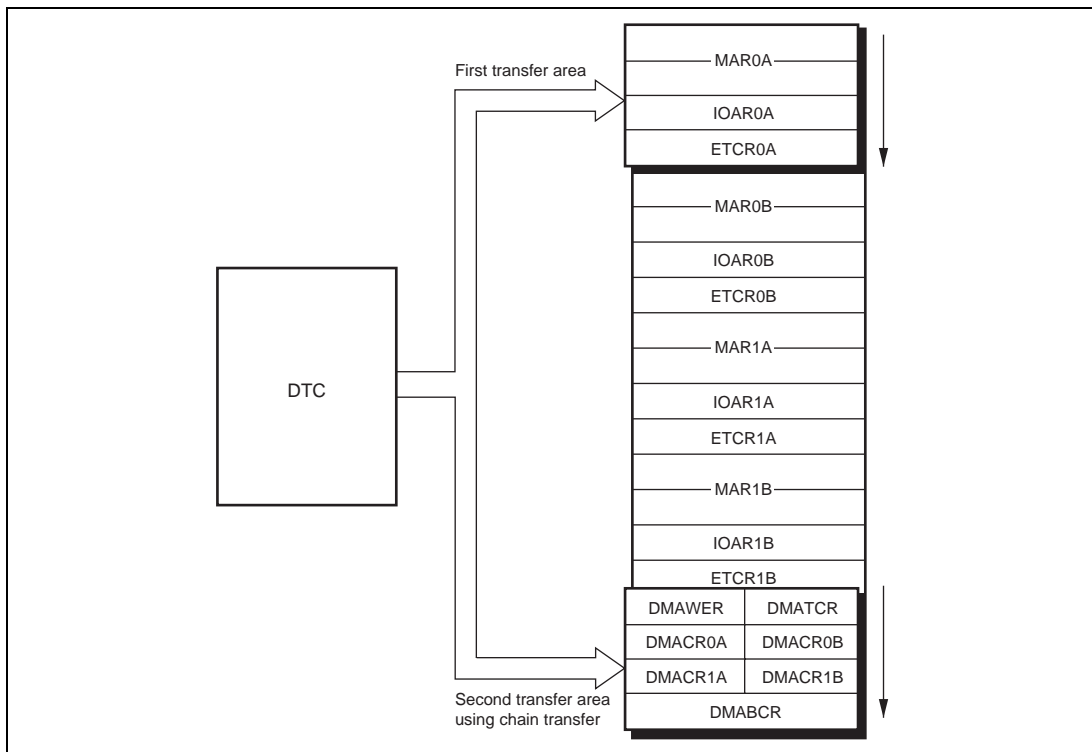 First transfer area
MAR0A
IOAR0A
ETCR0A
MAR0B
IOAR0B
ETCR0B
MAR1A
IOAR1A
ETCR1A
MAR1B
IOAR1B
ETCR1B
DTC
DMAWER DMATCR
DMACR0A DMACR0B
DMACR1A DMACR1B
DMABCR
Second transfer area
using chain transfer